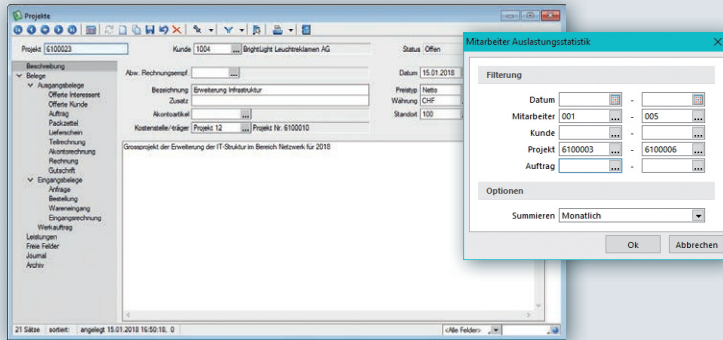 Projekte
Projekt 6100023
Kunde 1004 ... BrightLight Leuchtreklamen AG
Status Offen
Abw. Rechnungsempf. ...
Datum 15.01.2018
Bezeichnung Erweiterung Infrastruktur
Preistyp Netto
Zusatz
Währung CHF
Akontoartikel ...
Standort 100
Kostenstelle/-träger Projekt 12 ... Projekt Nr. 6100010
Beschreibung
Belege
Ausgangsbelege
Offerte Interessent
Offerte Kunde
Auftrag
Packzettel
Lieferschein
Teilrechnung
Akontorechnung
Rechnung
Gutschrift
Eingangsbelege
Anfrage
Bestellung
Wareneingang
Eingangsrechnung
Werkauftrag
Leistungen
Freie Felder
Journal
Archiv
Grossprojekt der Erweiterung der IT-Struktur im Bereich Netzwerk für 2018
21 Sätze sortiert: angelegt 15.01.2018 16:50:18, 0
<Alle Felder>
Mitarbeiter Auslastungsstatistik
Filterung
Datum -
Mitarbeiter 001 ... - 005 ...
Kunde ... - ...
Projekt 6100003 ... - 6100006 ...
Auftrag ... - ...
Optionen
Summieren Monatlich
Ok Abbrechen